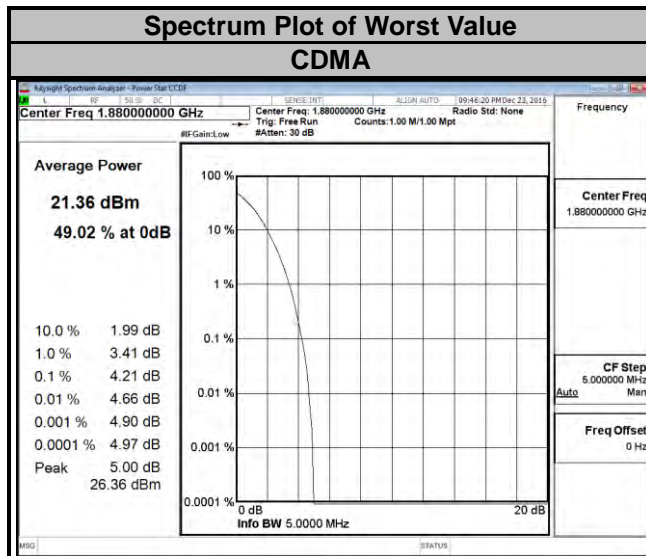 Spectrum Plot of Worst Value
CDMA
Keysight Spectrum Analyzer - Power Stat CCDF
L RF 50 Ω DC SENSE:INT ALIGN AUTO 09:46:20 PM Dec 23, 2016
Center Freq 1.880000000 GHz
Center Freq: 1.880000000 GHz Radio Std: None
Trig: Free Run Counts:1.00 M/1.00 Mpt
#IFGain:Low #Atten: 30 dB
Frequency
Average Power
21.36 dBm
49.02 % at 0dB
10.0 % 1.99 dB
1.0 % 3.41 dB
0.1 % 4.21 dB
0.01 % 4.66 dB
0.001 % 4.90 dB
0.0001 % 4.97 dB
Peak 5.00 dB
26.36 dBm
100 %
10 %
1 %
0.1 %
0.01 %
0.001 %
0.0001 %
0 dB 20 dB
Info BW 5.0000 MHz
Center Freq
1.880000000 GHz
CF Step
5.000000 MHz
Auto Man
Freq Offset
0 Hz
MSG STATUS